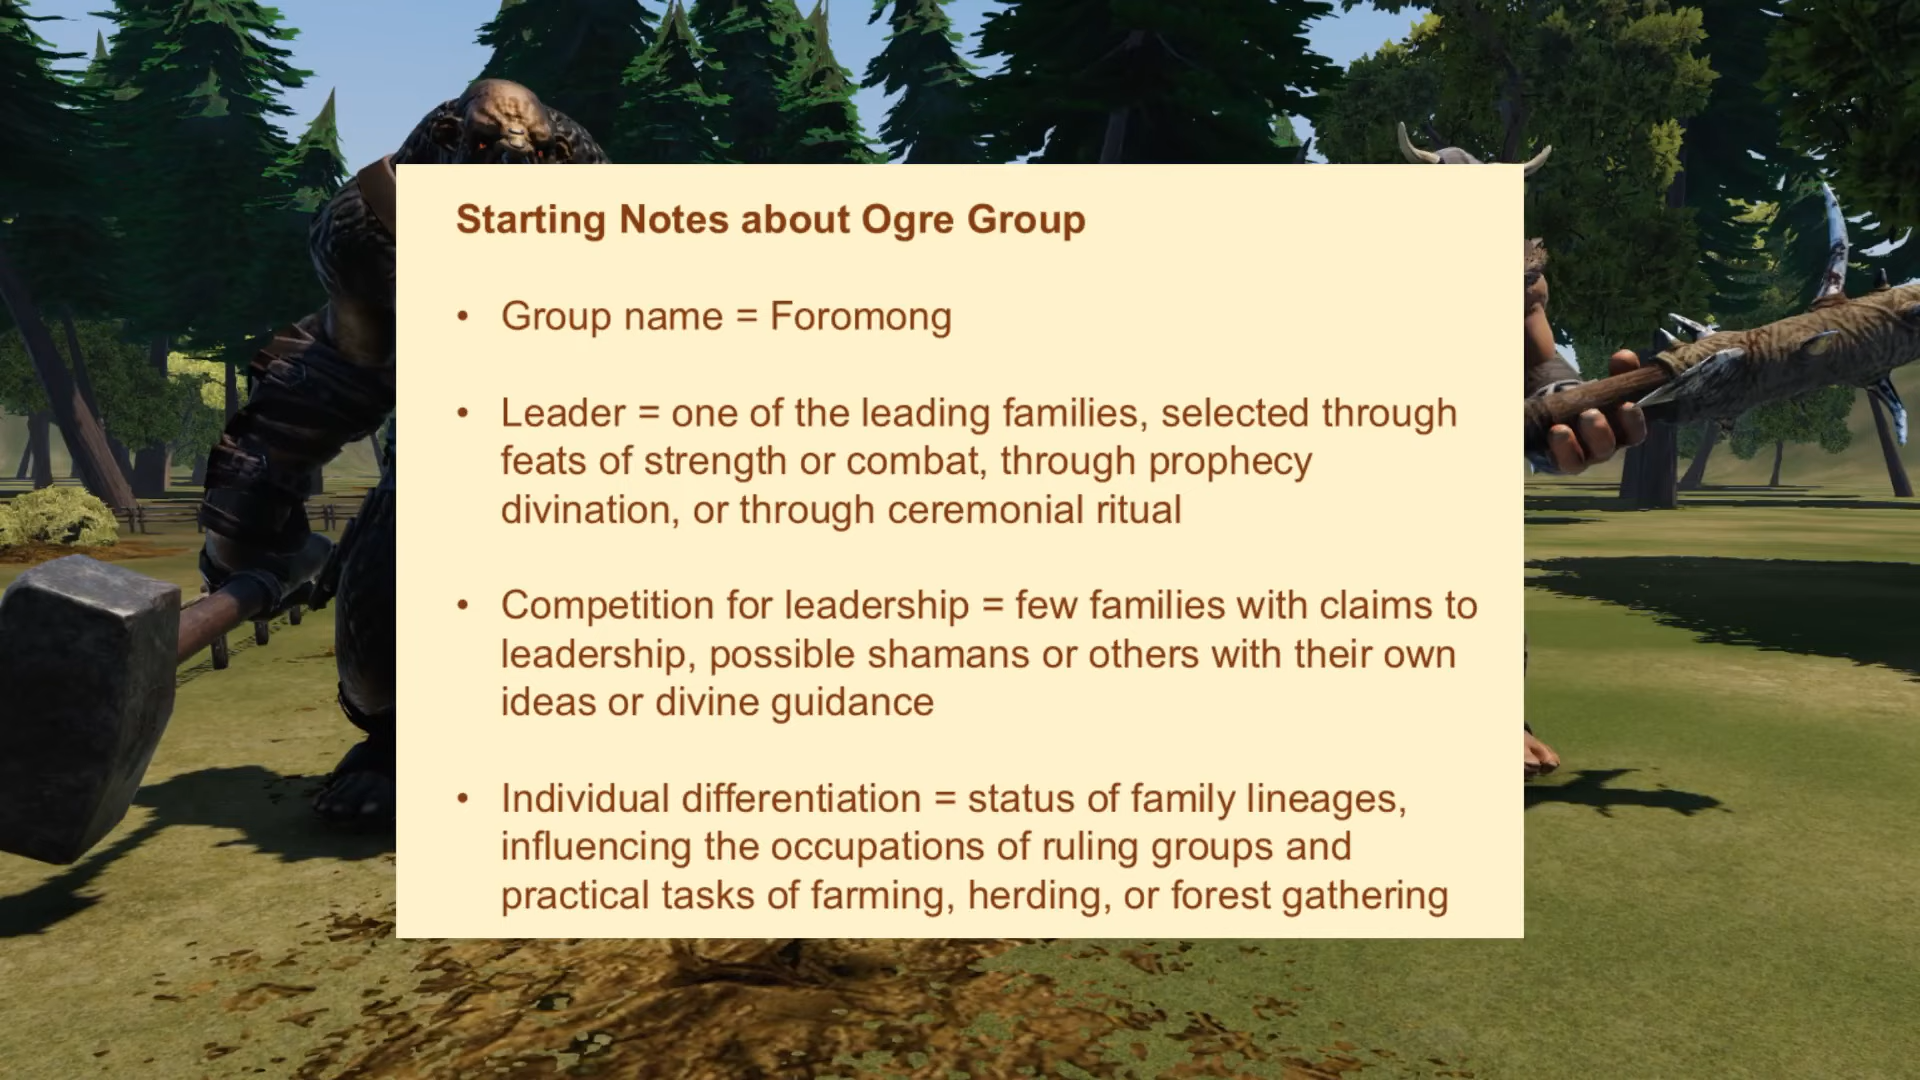 Starting Notes about Ogre Group
• Group name = Foromong
• Leader = one of the leading families, selected through
feats of strength or combat, through prophecy
divination, or through ceremonial ritual
• Competition for leadership = few families with claims to
leadership, possible shamans or others with their own
ideas or divine guidance
• Individual differentiation = status of family lineages,
influencing the occupations of ruling groups and
practical tasks of farming, herding, or forest gathering